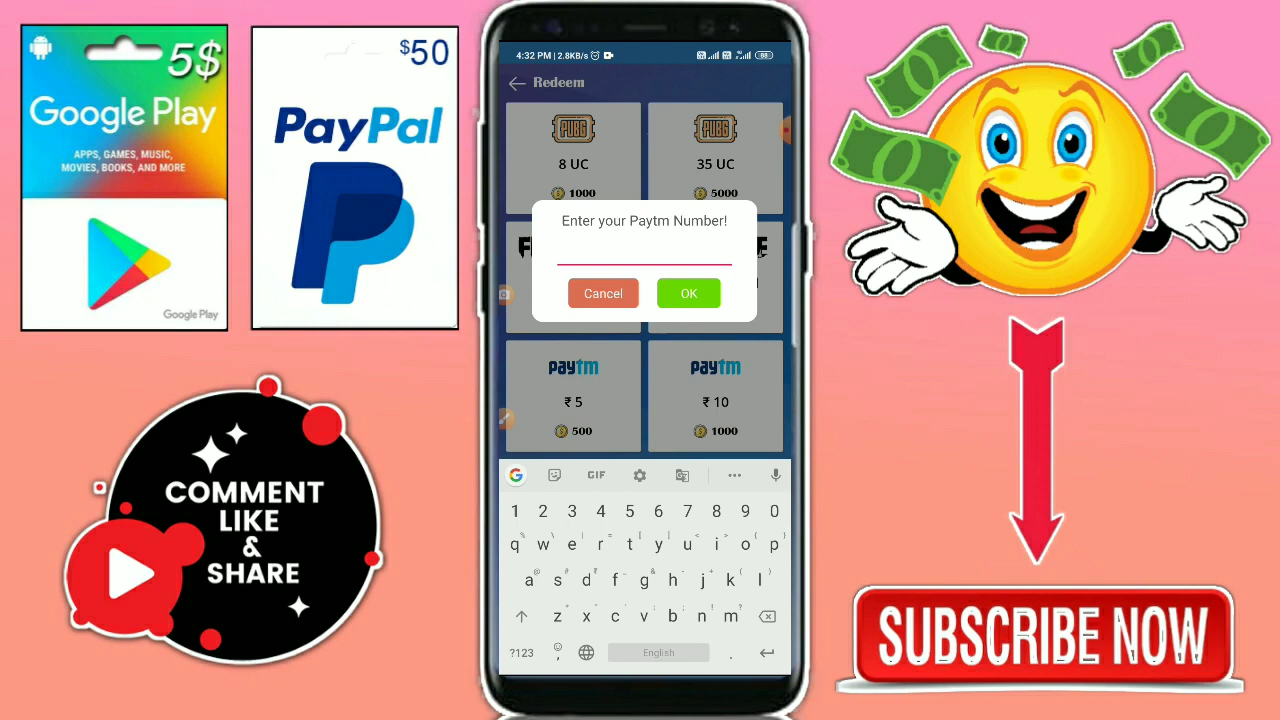 5$
Google Play
APPS, GAMES, MUSIC,
MOVIES, BOOKS, AND MORE
Google Play
$50
PayPal
COMMENT
LIKE
&
SHARE
4:32 PM | 2.8KB/s
88
Redeem
PUBG
8 UC
1000
PUBG
35 UC
5000
Enter your Paytm Number!
Cancel
OK
paytm
₹ 5
500
paytm
₹ 10
1000
G
GIF
1 2 3 4 5 6 7 8 9 0
q w e r t y u i o p
a s d f g h j k l
z x c v b n m
?123
,
English
.
SUBSCRIBE NOW